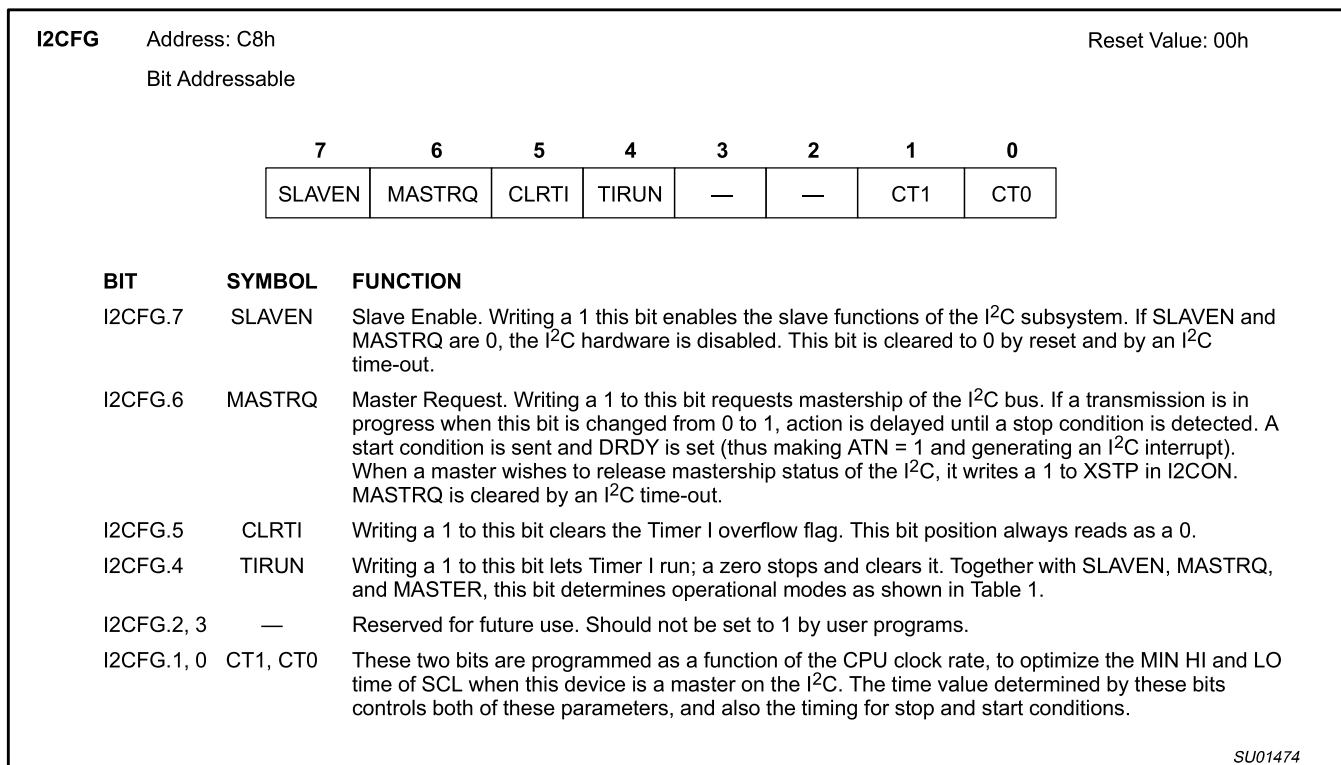 I2CFG Address: C8h Reset Value: 00h
Bit Addressable
7 6 5 4 3 2 1 0
SLAVEN MASTRQ CLRTI TIRUN — — CT1 CT0
BIT SYMBOL FUNCTION
I2CFG.7 SLAVEN Slave Enable. Writing a 1 this bit enables the slave functions of the I2C subsystem. If SLAVEN and
MASTRQ are 0, the I2C hardware is disabled. This bit is cleared to 0 by reset and by an I2C
time-out.
I2CFG.6 MASTRQ Master Request. Writing a 1 to this bit requests mastership of the I2C bus. If a transmission is in
progress when this bit is changed from 0 to 1, action is delayed until a stop condition is detected. A
start condition is sent and DRDY is set (thus making ATN = 1 and generating an I2C interrupt).
When a master wishes to release mastership status of the I2C, it writes a 1 to XSTP in I2CON.
MASTRQ is cleared by an I2C time-out.
I2CFG.5 CLRTI Writing a 1 to this bit clears the Timer I overflow flag. This bit position always reads as a 0.
I2CFG.4 TIRUN Writing a 1 to this bit lets Timer I run; a zero stops and clears it. Together with SLAVEN, MASTRQ,
and MASTER, this bit determines operational modes as shown in Table 1.
I2CFG.2, 3 — Reserved for future use. Should not be set to 1 by user programs.
I2CFG.1, 0 CT1, CT0 These two bits are programmed as a function of the CPU clock rate, to optimize the MIN HI and LO
time of SCL when this device is a master on the I2C. The time value determined by these bits
controls both of these parameters, and also the timing for stop and start conditions.
SU01474